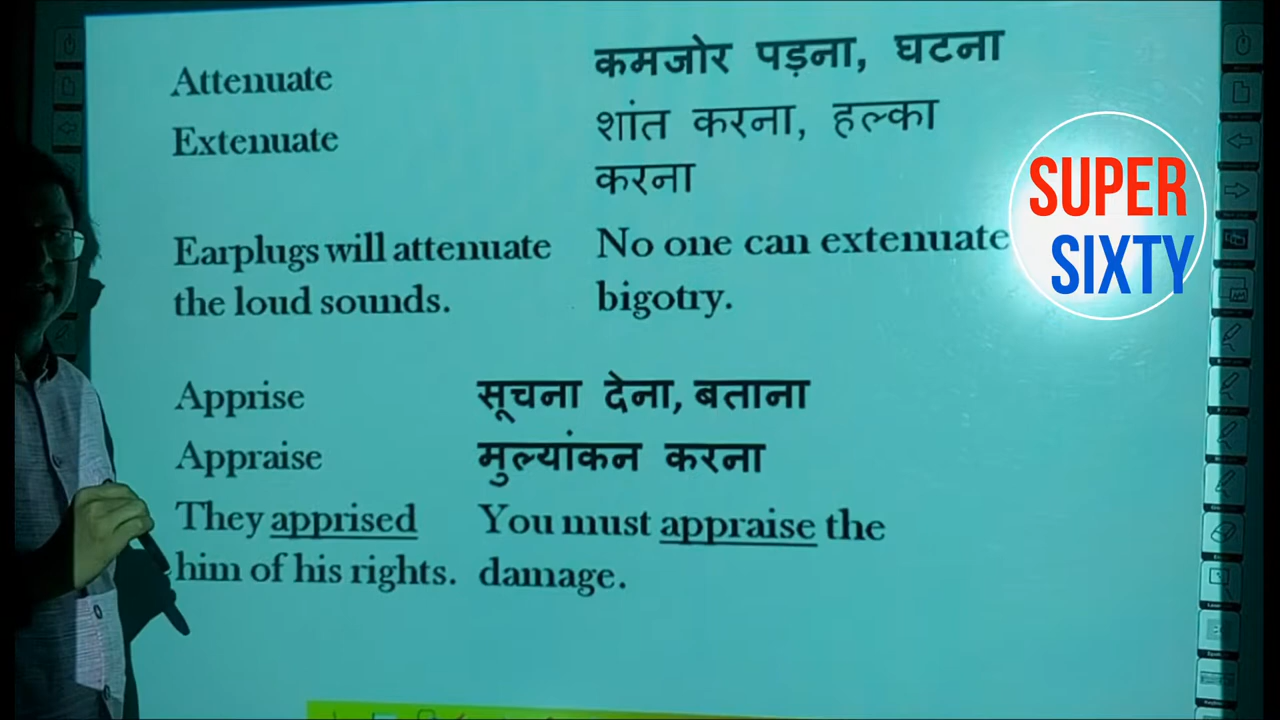 Attenuate कमजोर पड़ना, घटना
Extenuate शांत करना, हल्का
करना
SUPER
SIXTY
Earplugs will attenuate No one can extenuate
the loud sounds. bigotry.
Apprise सूचना देना, बताना
Appraise मुल्यांकन करना
They apprised You must appraise the
him of his rights. damage.